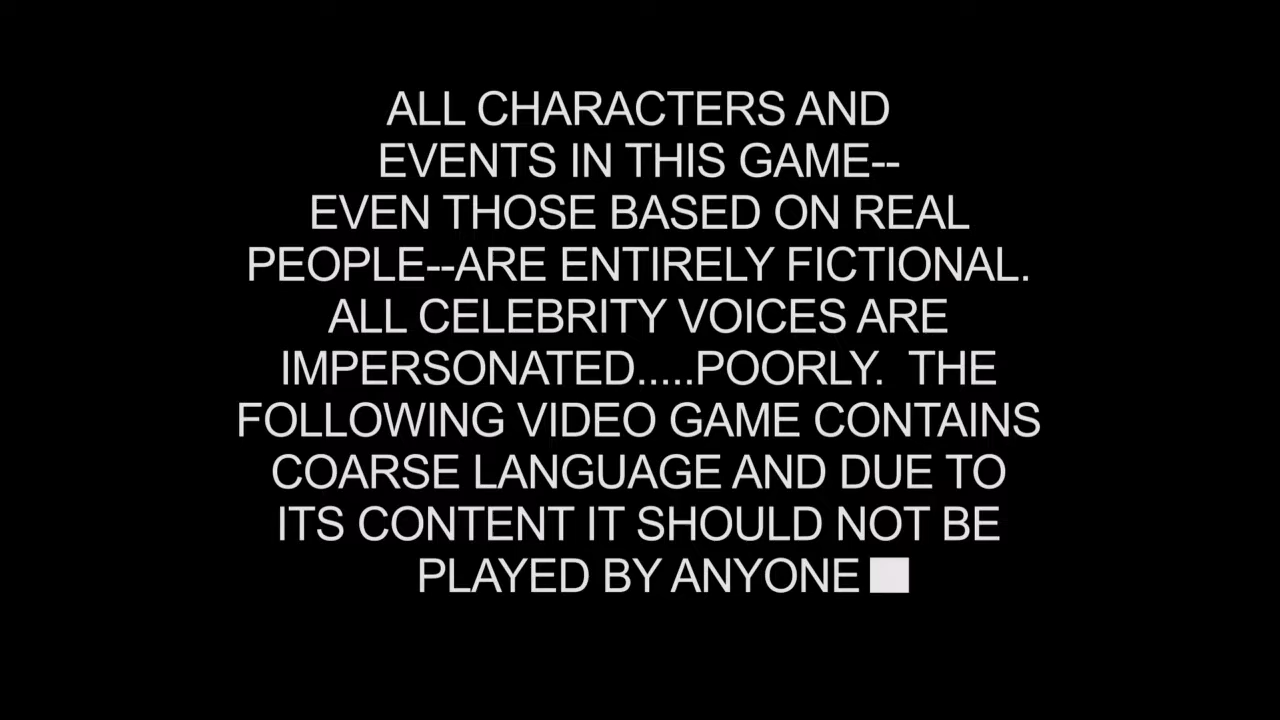 ALL CHARACTERS AND
EVENTS IN THIS GAME--
EVEN THOSE BASED ON REAL
PEOPLE--ARE ENTIRELY FICTIONAL.
ALL CELEBRITY VOICES ARE
IMPERSONATED.....POORLY.  THE
FOLLOWING VIDEO GAME CONTAINS
COARSE LANGUAGE AND DUE TO
ITS CONTENT IT SHOULD NOT BE
PLAYED BY ANYONE ■